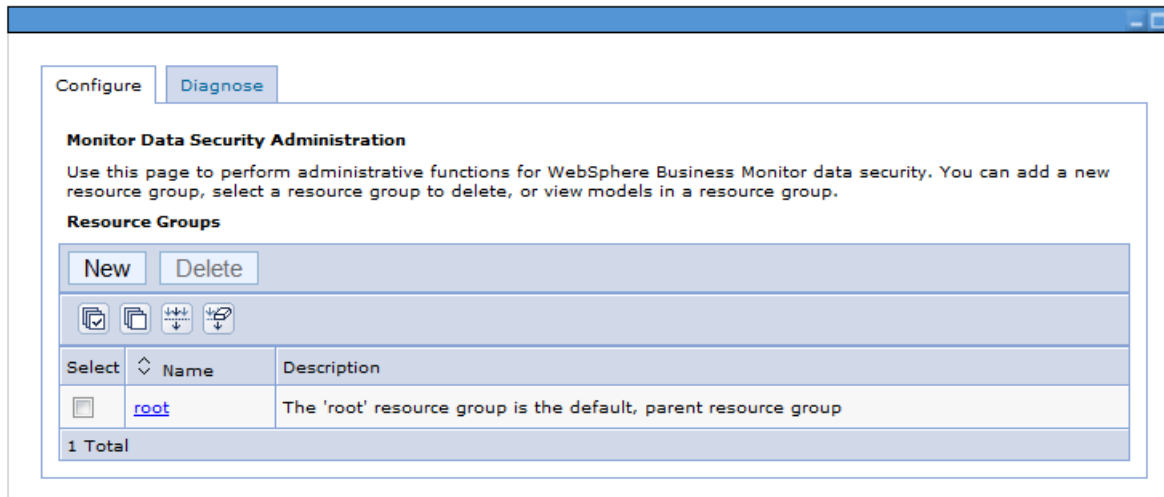 Configure Diagnose
Monitor Data Security Administration
Use this page to perform administrative functions for WebSphere Business Monitor data security. You can add a new
resource group, select a resource group to delete, or view models in a resource group.
Resource Groups
New Delete
Select Name Description
root The 'root' resource group is the default, parent resource group
1 Total